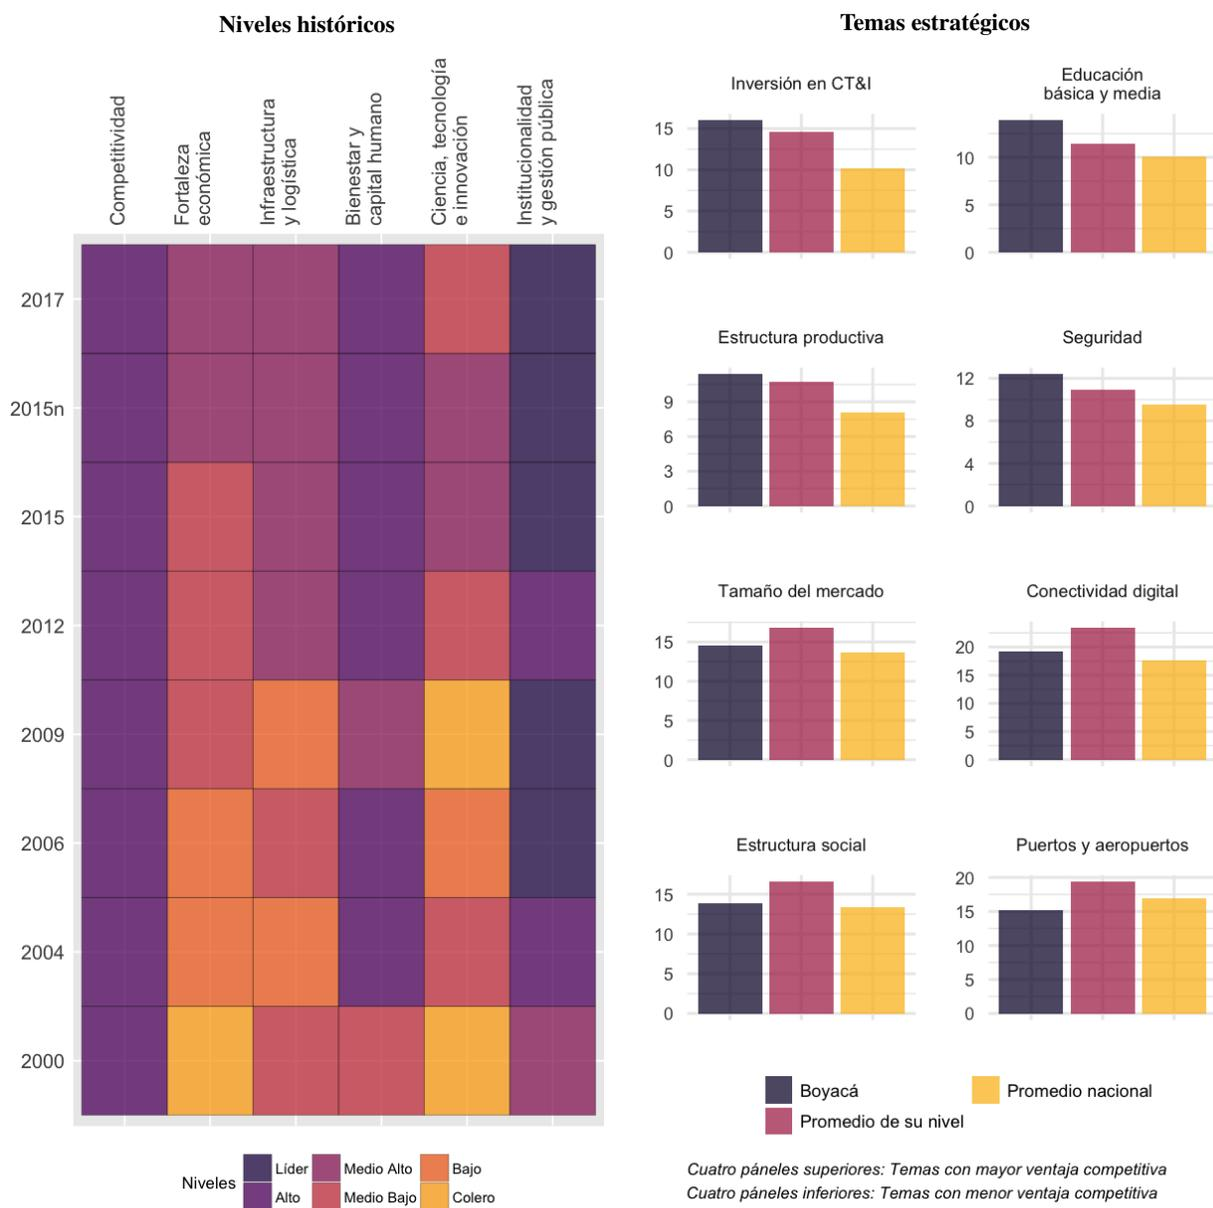 Niveles históricos
Competitividad
Fortaleza
económica
Infraestructura
y logística
Bienestar y
capital humano
Ciencia, tecnología
e innovación
Institucionalidad
y gestión pública
2017
2015n
2015
2012
2009
2006
2004
2000
Niveles
Líder
Medio Alto
Bajo
Alto
Medio Bajo
Colero
Temas estratégicos
Inversión en CT&I
15
10
5
0
Educación
básica y media
10
5
0
Estructura productiva
9
6
3
0
Seguridad
12
8
4
0
Tamaño del mercado
15
10
5
0
Conectividad digital
20
15
10
5
0
Estructura social
15
10
5
0
Puertos y aeropuertos
20
15
10
5
0
Boyacá
Promedio nacional
Promedio de su nivel
Cuatro páneles superiores: Temas con mayor ventaja competitiva
Cuatro páneles inferiores: Temas con menor ventaja competitiva